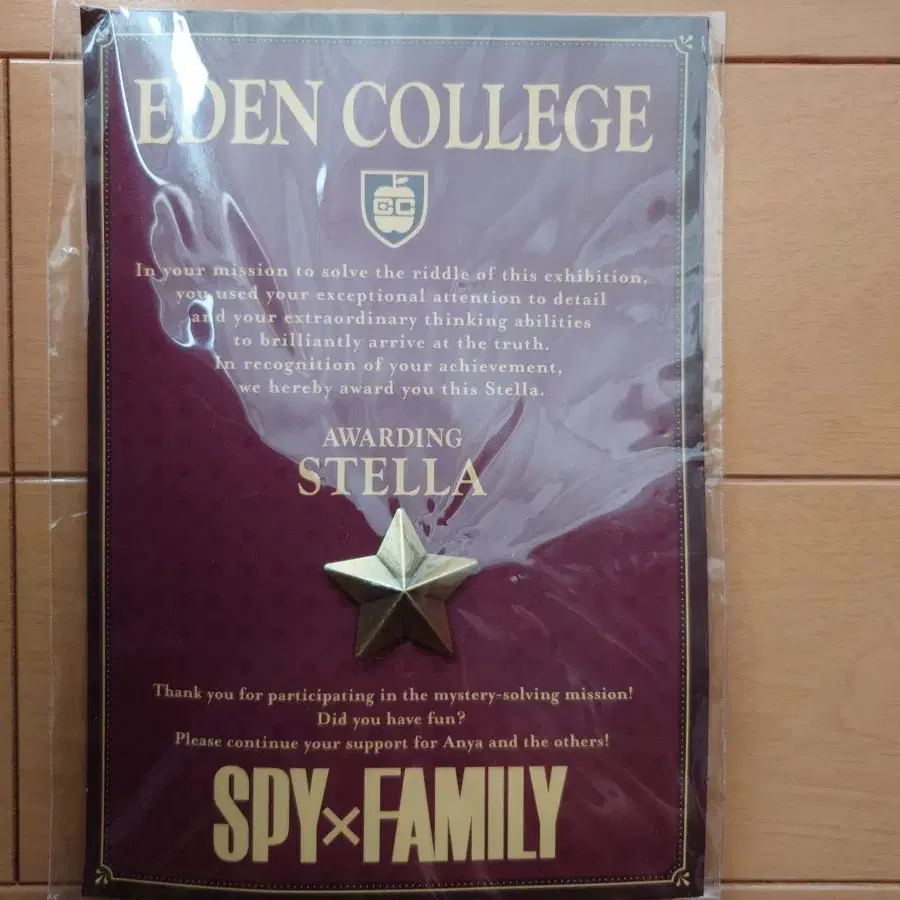 EDEN COLLEGE
EC
In your mission to solve the riddle of this exhibition,
you used your exceptional attention to detail
and your extraordinary thinking abilities
to brilliantly arrive at the truth.
In recognition of your achievement,
we hereby award you this Stella.
AWARDING
STELLA
Thank you for participating in the mystery-solving mission!
Did you have fun?
Please continue your support for Anya and the others!
SPY×FAMILY